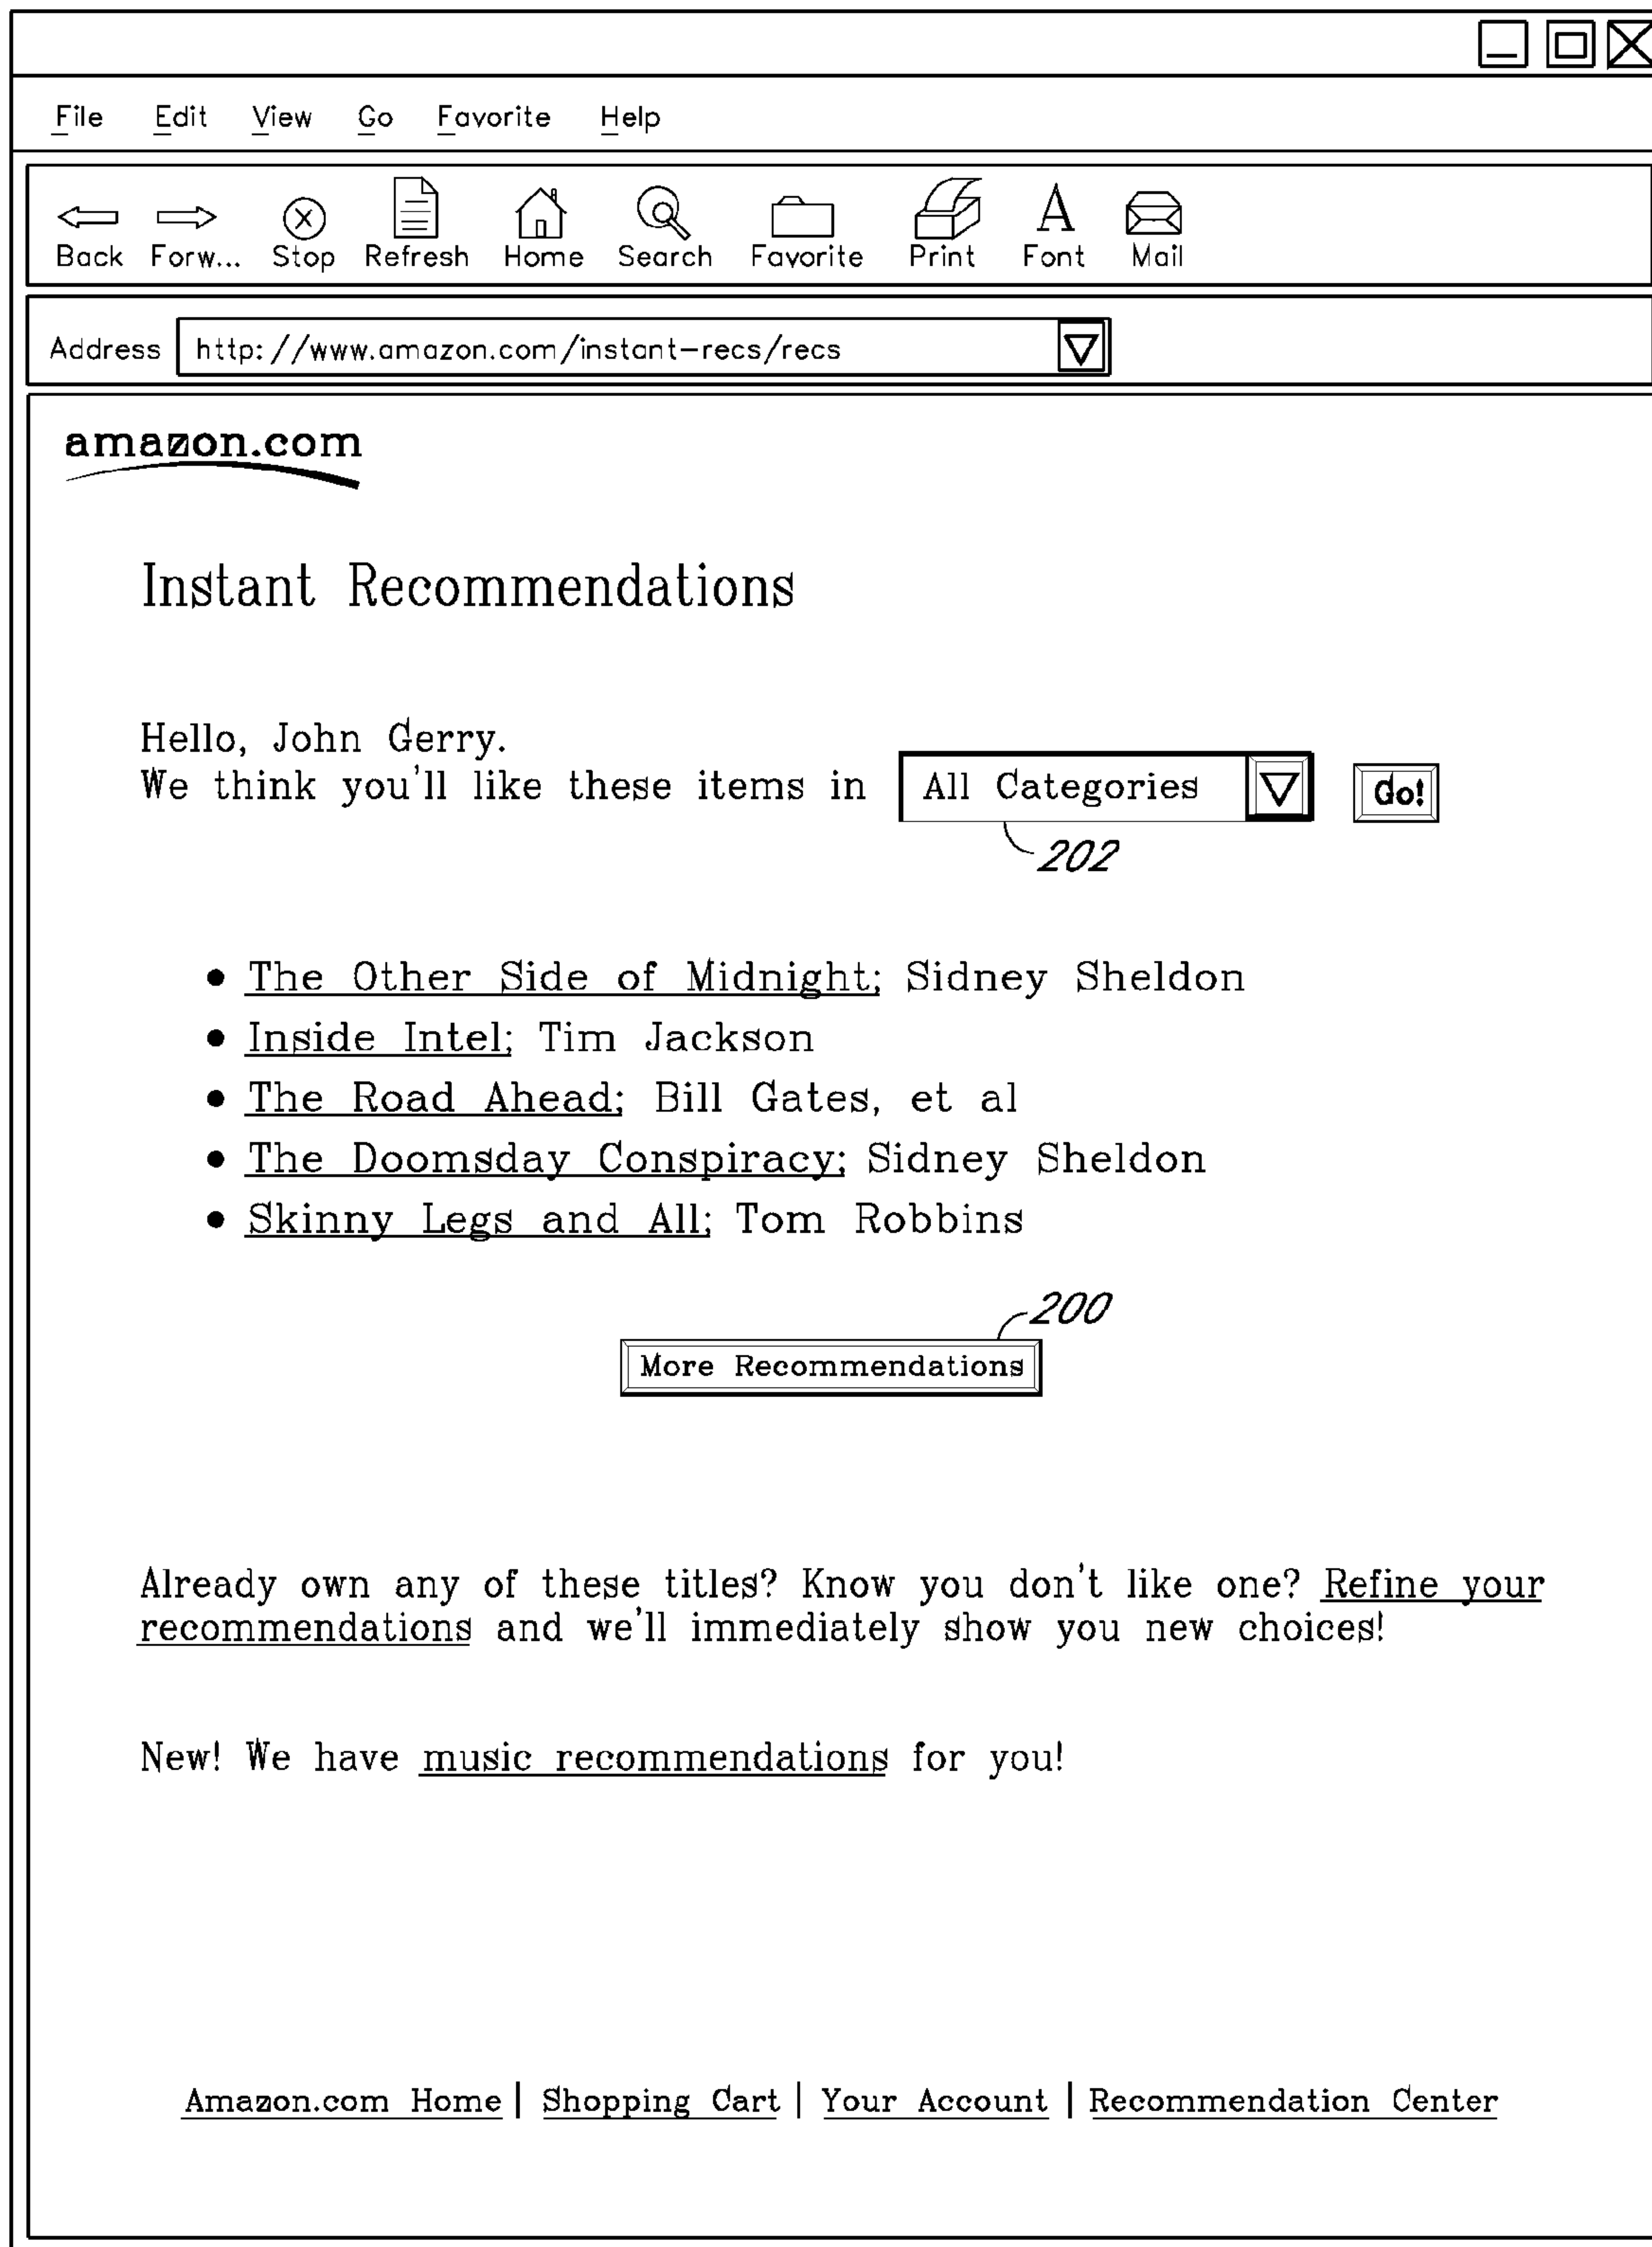 File Edit View Go Favorite Help
Back Forw... Stop Refresh Home Search Favorite Print Font Mail
Address http://www.amazon.com/instant-recs/recs
amazon.com
Instant Recommendations
Hello, John Gerry.
We think you'll like these items in All Categories Go!
202
• The Other Side of Midnight; Sidney Sheldon
• Inside Intel; Tim Jackson
• The Road Ahead; Bill Gates, et al
• The Doomsday Conspiracy; Sidney Sheldon
• Skinny Legs and All; Tom Robbins
200
More Recommendations
Already own any of these titles? Know you don't like one? Refine your
recommendations and we'll immediately show you new choices!
New! We have music recommendations for you!
Amazon.com Home | Shopping Cart | Your Account | Recommendation Center